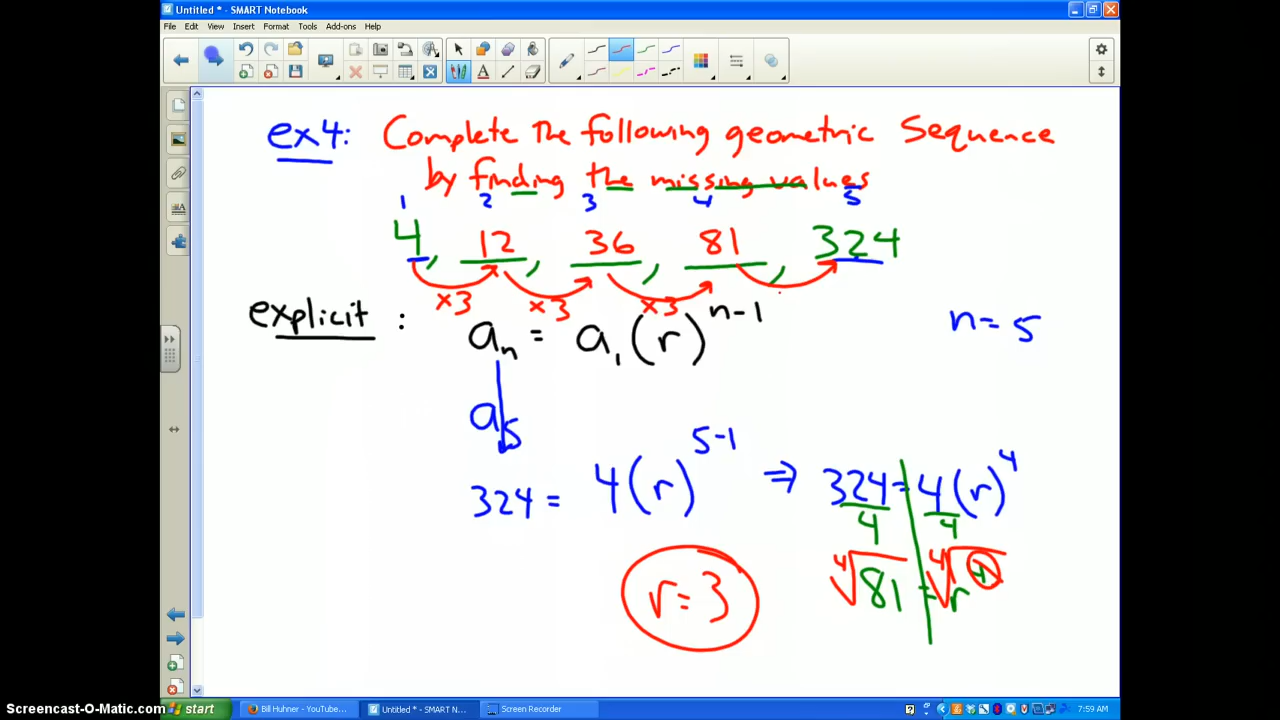 Untitled * - SMART Notebook
File Edit View Insert Format Tools Add-ons Help
ex4: Complete the following geometric Sequence
by finding the missing values
1 2 3 4 5
4, 12, 36, 81, 324
x3 x3 x3
explicit : aₙ = a₁(r)ⁿ⁻¹
n = 5
a₅
324 = 4(r)⁵⁻¹ ⇒ 324 = 4(r)⁴
4 4
⁴√81 = ⁴√r⁴
r = 3
Screencast-O-Matic.com
start Bill Huhner - YouTube... Untitled * - SMART N... Screen Recorder 7:59 AM